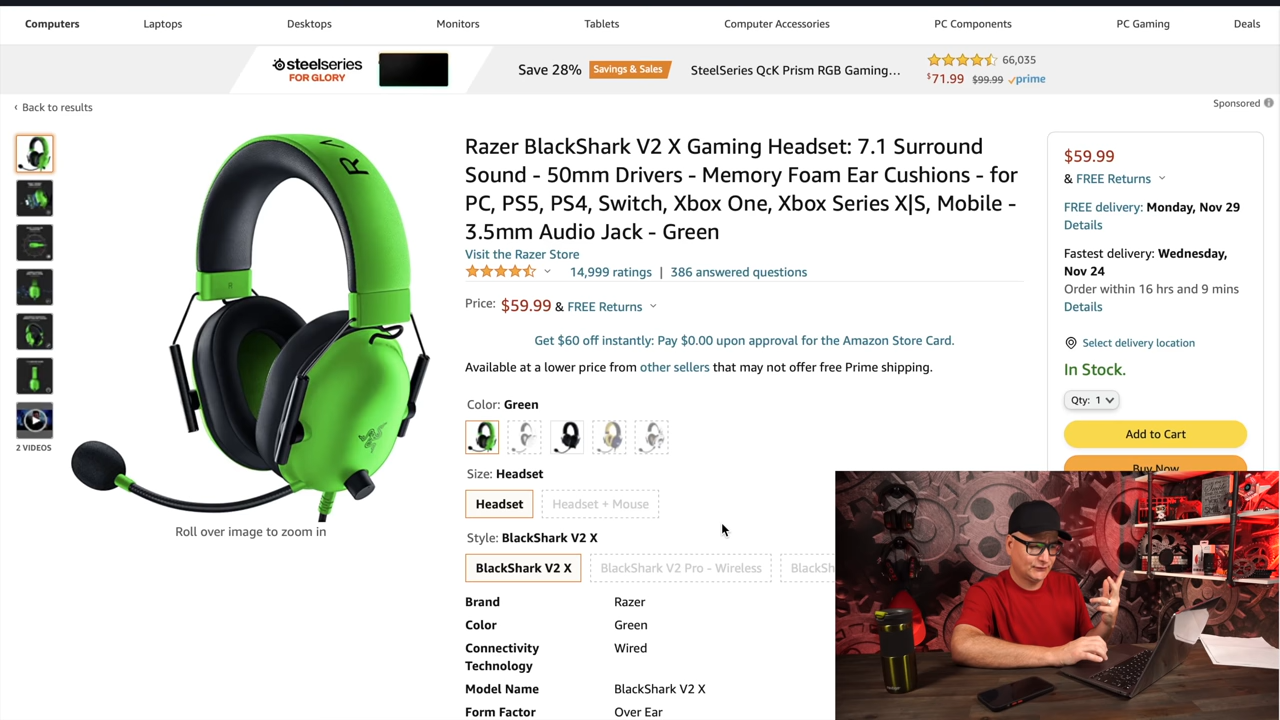 Computers
Laptops
Desktops
Monitors
Tablets
Computer Accessories
PC Components
PC Gaming
Deals
steelseries
FOR GLORY
Save 28%
Savings & Sales
SteelSeries QcK Prism RGB Gaming...
66,035
$71.99 $99.99 prime
‹ Back to results
Sponsored
Razer BlackShark V2 X Gaming Headset: 7.1 Surround
Sound - 50mm Drivers - Memory Foam Ear Cushions - for
PC, PS5, PS4, Switch, Xbox One, Xbox Series X|S, Mobile -
3.5mm Audio Jack - Green
Visit the Razer Store
14,999 ratings | 386 answered questions
Price: $59.99 & FREE Returns
Get $60 off instantly: Pay $0.00 upon approval for the Amazon Store Card.
Available at a lower price from other sellers that may not offer free Prime shipping.
Color: Green
Size: Headset
Headset
Headset + Mouse
Style: BlackShark V2 X
BlackShark V2 X
BlackShark V2 Pro - Wireless
BlackSh
Brand Razer
Color Green
Connectivity Wired
Technology
Model Name BlackShark V2 X
Form Factor Over Ear
2 VIDEOS
Roll over image to zoom in
$59.99
& FREE Returns
FREE delivery: Monday, Nov 29
Details
Fastest delivery: Wednesday,
Nov 24
Order within 16 hrs and 9 mins
Details
Select delivery location
In Stock.
Qty: 1
Add to Cart
Buy Now